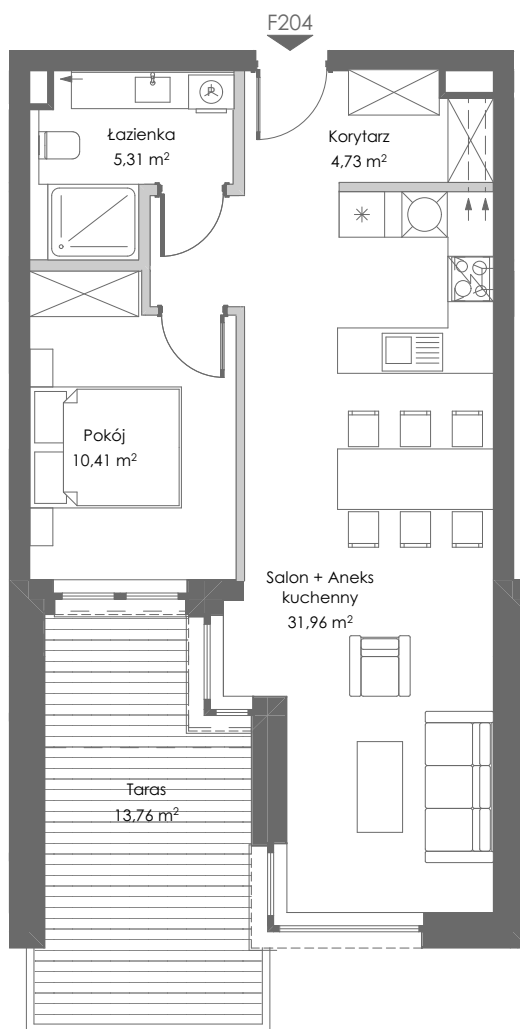 F204
Łazienka
5,31 m²
Korytarz
4,73 m²
Pokój
10,41 m²
Salon + Aneks
kuchenny
31,96 m²
Taras
13,76 m²